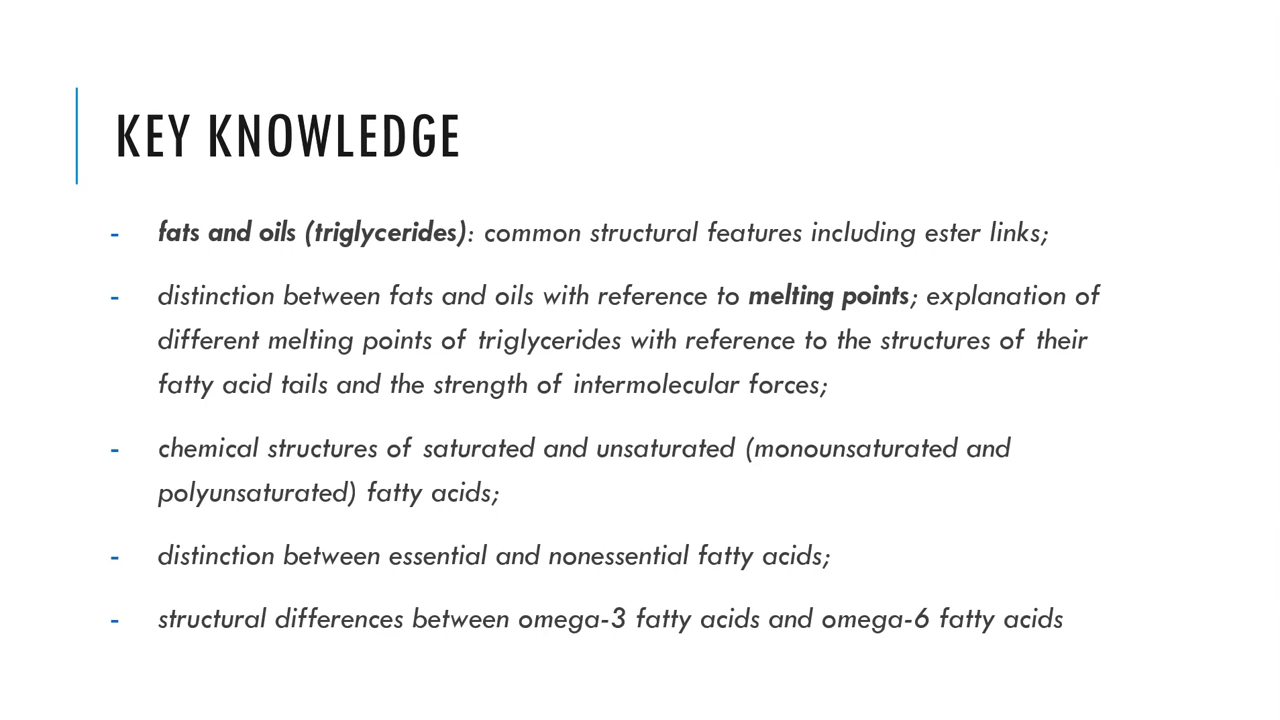 KEY KNOWLEDGE
- fats and oils (triglycerides): common structural features including ester links;
- distinction between fats and oils with reference to melting points; explanation of
different melting points of triglycerides with reference to the structures of their
fatty acid tails and the strength of intermolecular forces;
- chemical structures of saturated and unsaturated (monounsaturated and
polyunsaturated) fatty acids;
- distinction between essential and nonessential fatty acids;
- structural differences between omega-3 fatty acids and omega-6 fatty acids